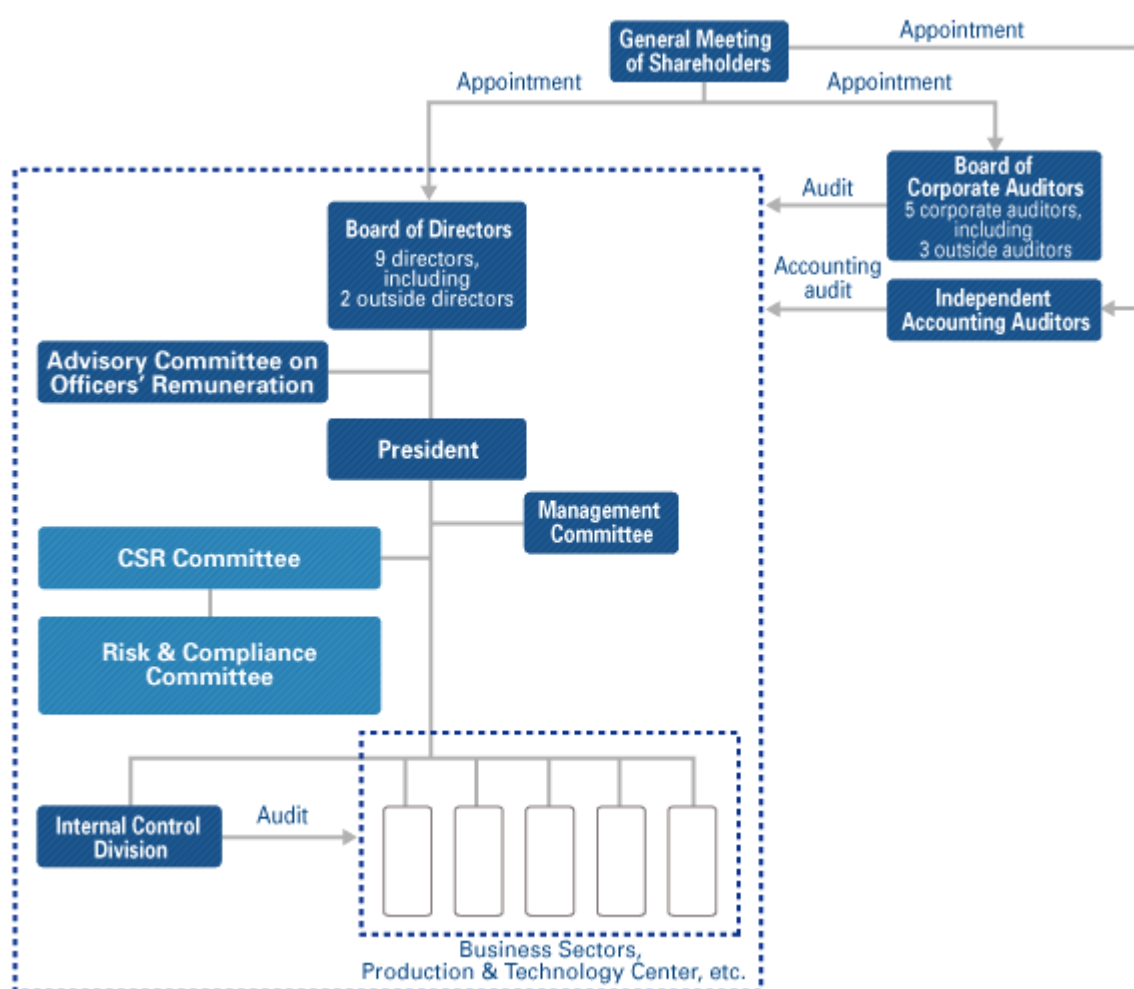 General Meeting
of Shareholders
Appointment
Appointment
Appointment
Board of
Corporate Auditors
5 corporate auditors,
including
3 outside auditors
Audit
Board of Directors
9 directors,
including
2 outside directors
Accounting
audit
Independent
Accounting Auditors
Advisory Committee on
Officers' Remuneration
President
Management
Committee
CSR Committee
Risk & Compliance
Committee
Internal Control
Division
Audit
Business Sectors,
Production & Technology Center, etc.